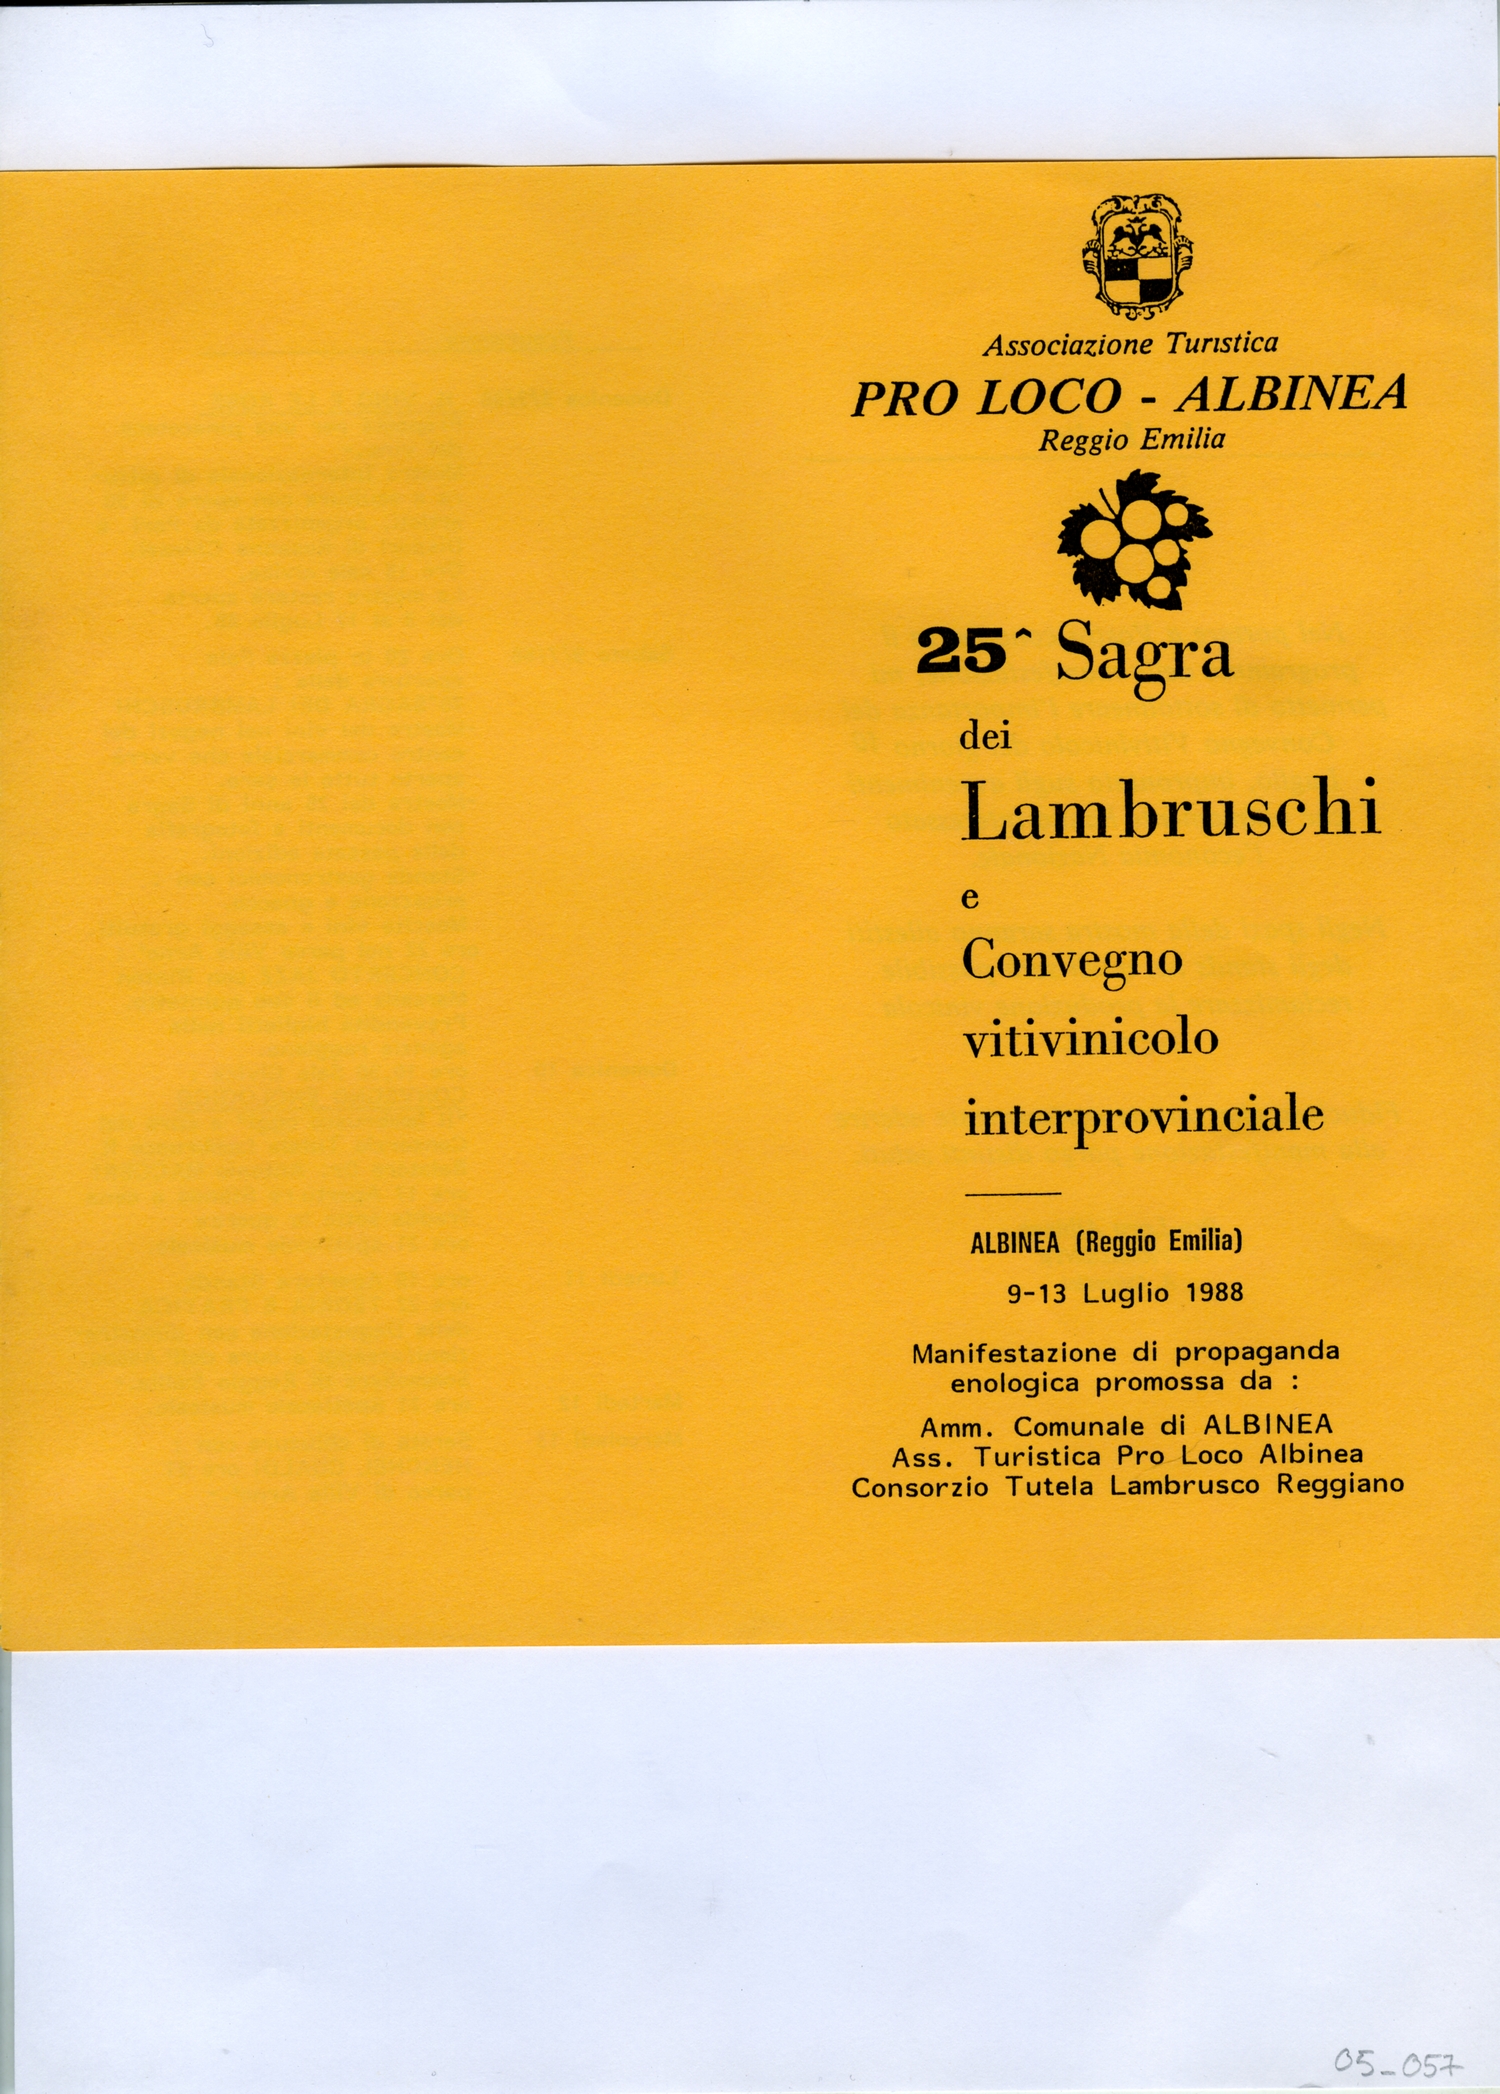 Associazione Turistica
PRO LOCO - ALBINEA
Reggio Emilia
25^ Sagra
dei
Lambruschi
e
Convegno
vitivinicolo
interprovinciale
ALBINEA (Reggio Emilia)
9-13 Luglio 1988
Manifestazione di propaganda
enologica promossa da :
Amm. Comunale di ALBINEA
Ass. Turistica Pro Loco Albinea
Consorzio Tutela Lambrusco Reggiano
05_057